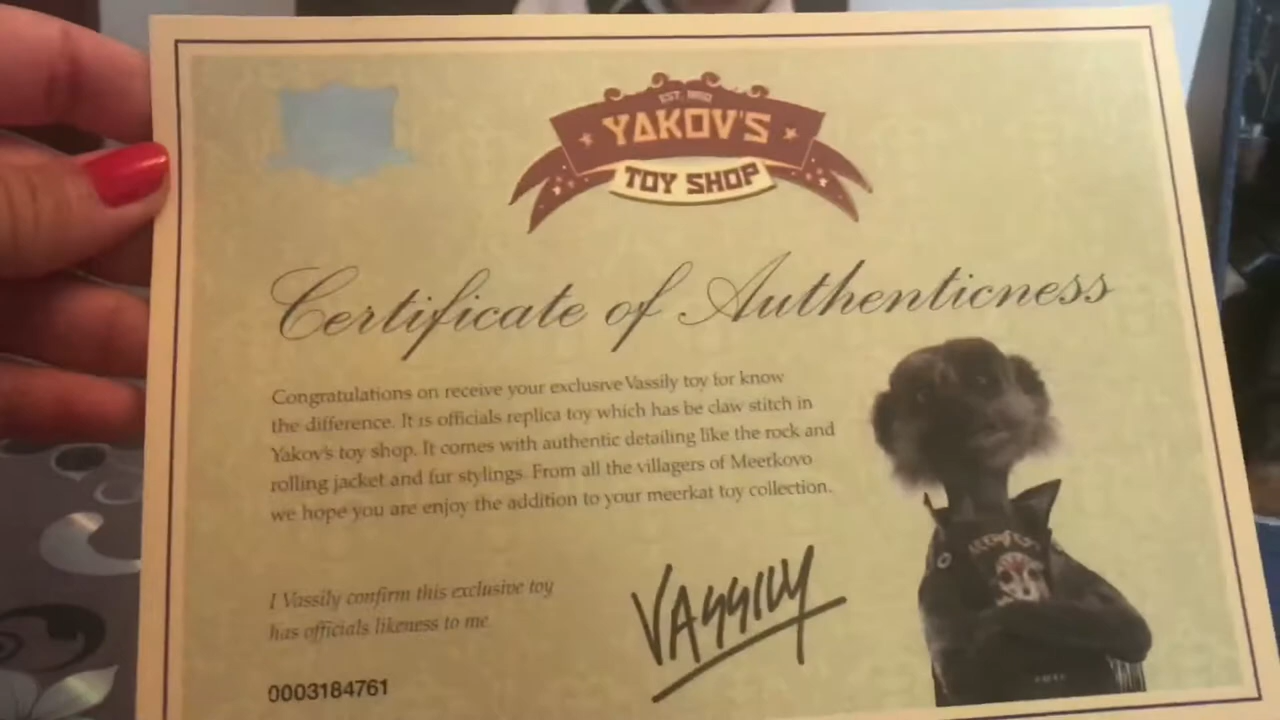 YAKOV'S
TOY SHOP
Certificate of Authenticness
Congratulations on receive your exclusive Vassily toy for know
the difference. It is officials replica toy which has be claw stitch in
Yakov's toy shop. It comes with authentic detailing like the rock and
rolling jacket and fur stylings. From all the villagers of Meerkovo
we hope you are enjoy the addition to your meerkat toy collection.
I Vassily confirm this exclusive toy
has officials likeness to me
VASSILY
0003184761